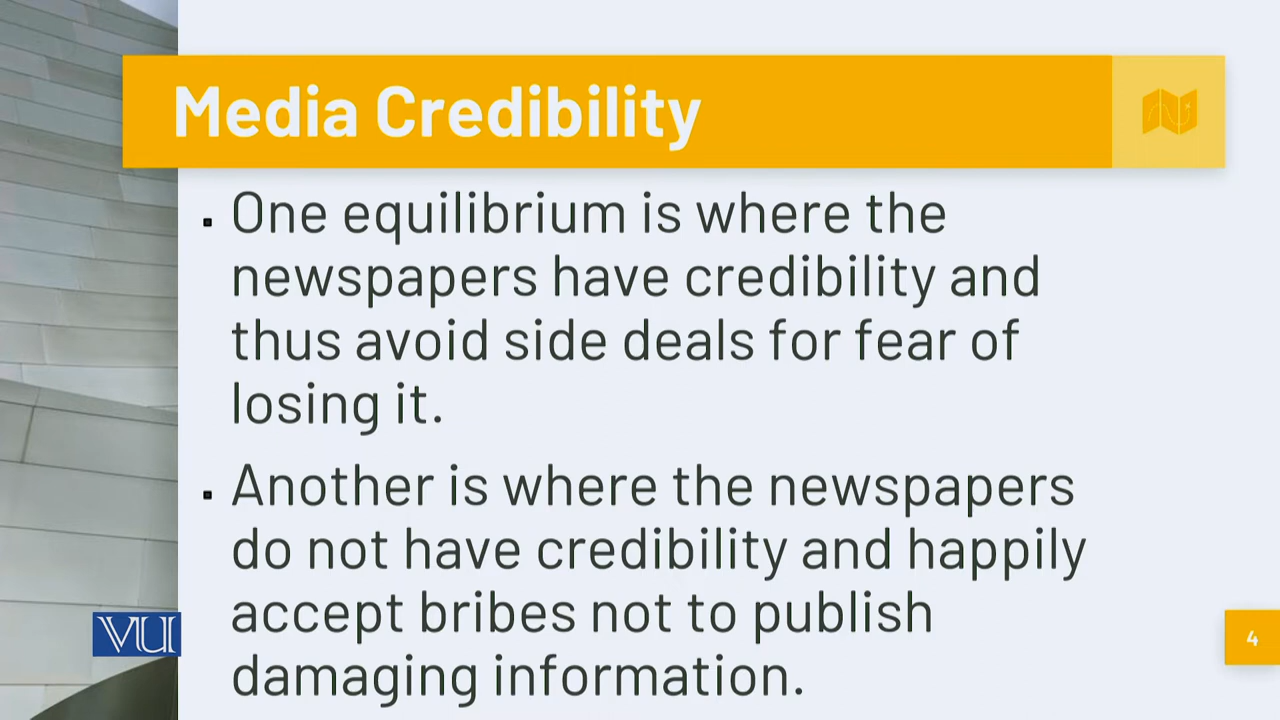 Media Credibility
▪ One equilibrium is where the
newspapers have credibility and
thus avoid side deals for fear of
losing it.
▪ Another is where the newspapers
do not have credibility and happily
accept bribes not to publish
damaging information.
VU
4